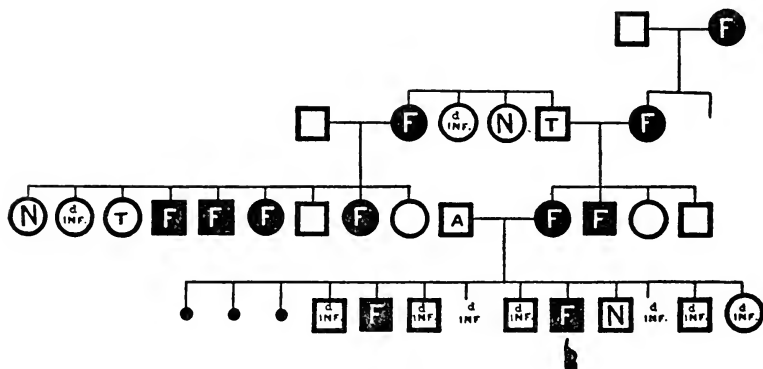 F
F d INF. N T F
N d INF. T F F F F A F F
d INF. F d INF. d INF d INF. F N d INF. d INF. d INF.